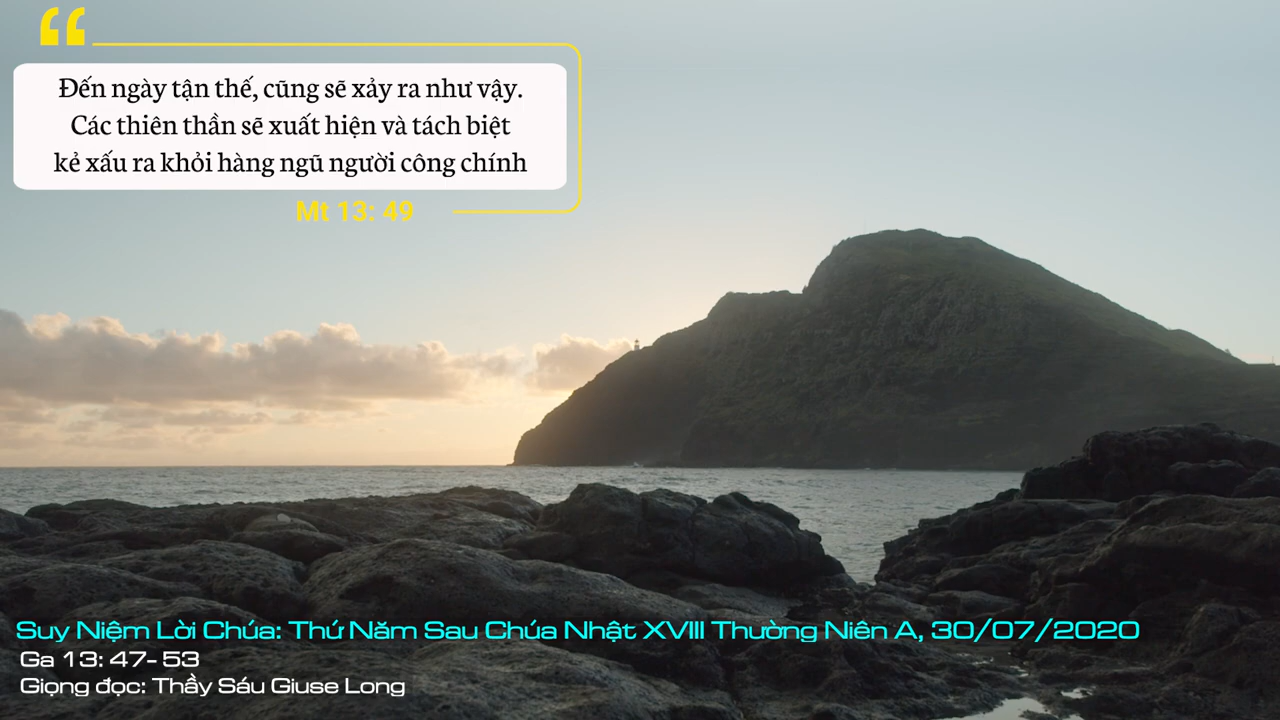 Đến ngày tận thế, cũng sẽ xảy ra như vậy.
Các thiên thần sẽ xuất hiện và tách biệt
kẻ xấu ra khỏi hàng ngũ người công chính
Mt 13: 49
Suy Niệm Lời Chúa: Thứ Năm Sau Chúa Nhật XVIII Thường Niên A, 30/07/2020
Ga 13: 47- 53
Giọng đọc: Thầy Sáu Giuse Long